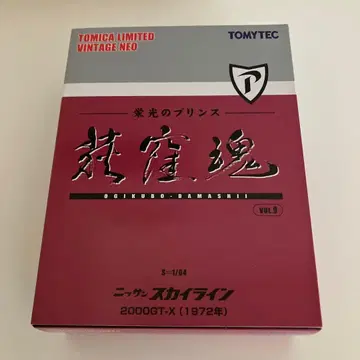 TOMICA LIMITED
VINTAGE NEO
TOMYTEC
P
栄光のプリンス
荻窪魂
OGIKUBO-DAMASHII
VOL.9
S=1/64
ニッサン スカイライン
2000GT-X (1972年)